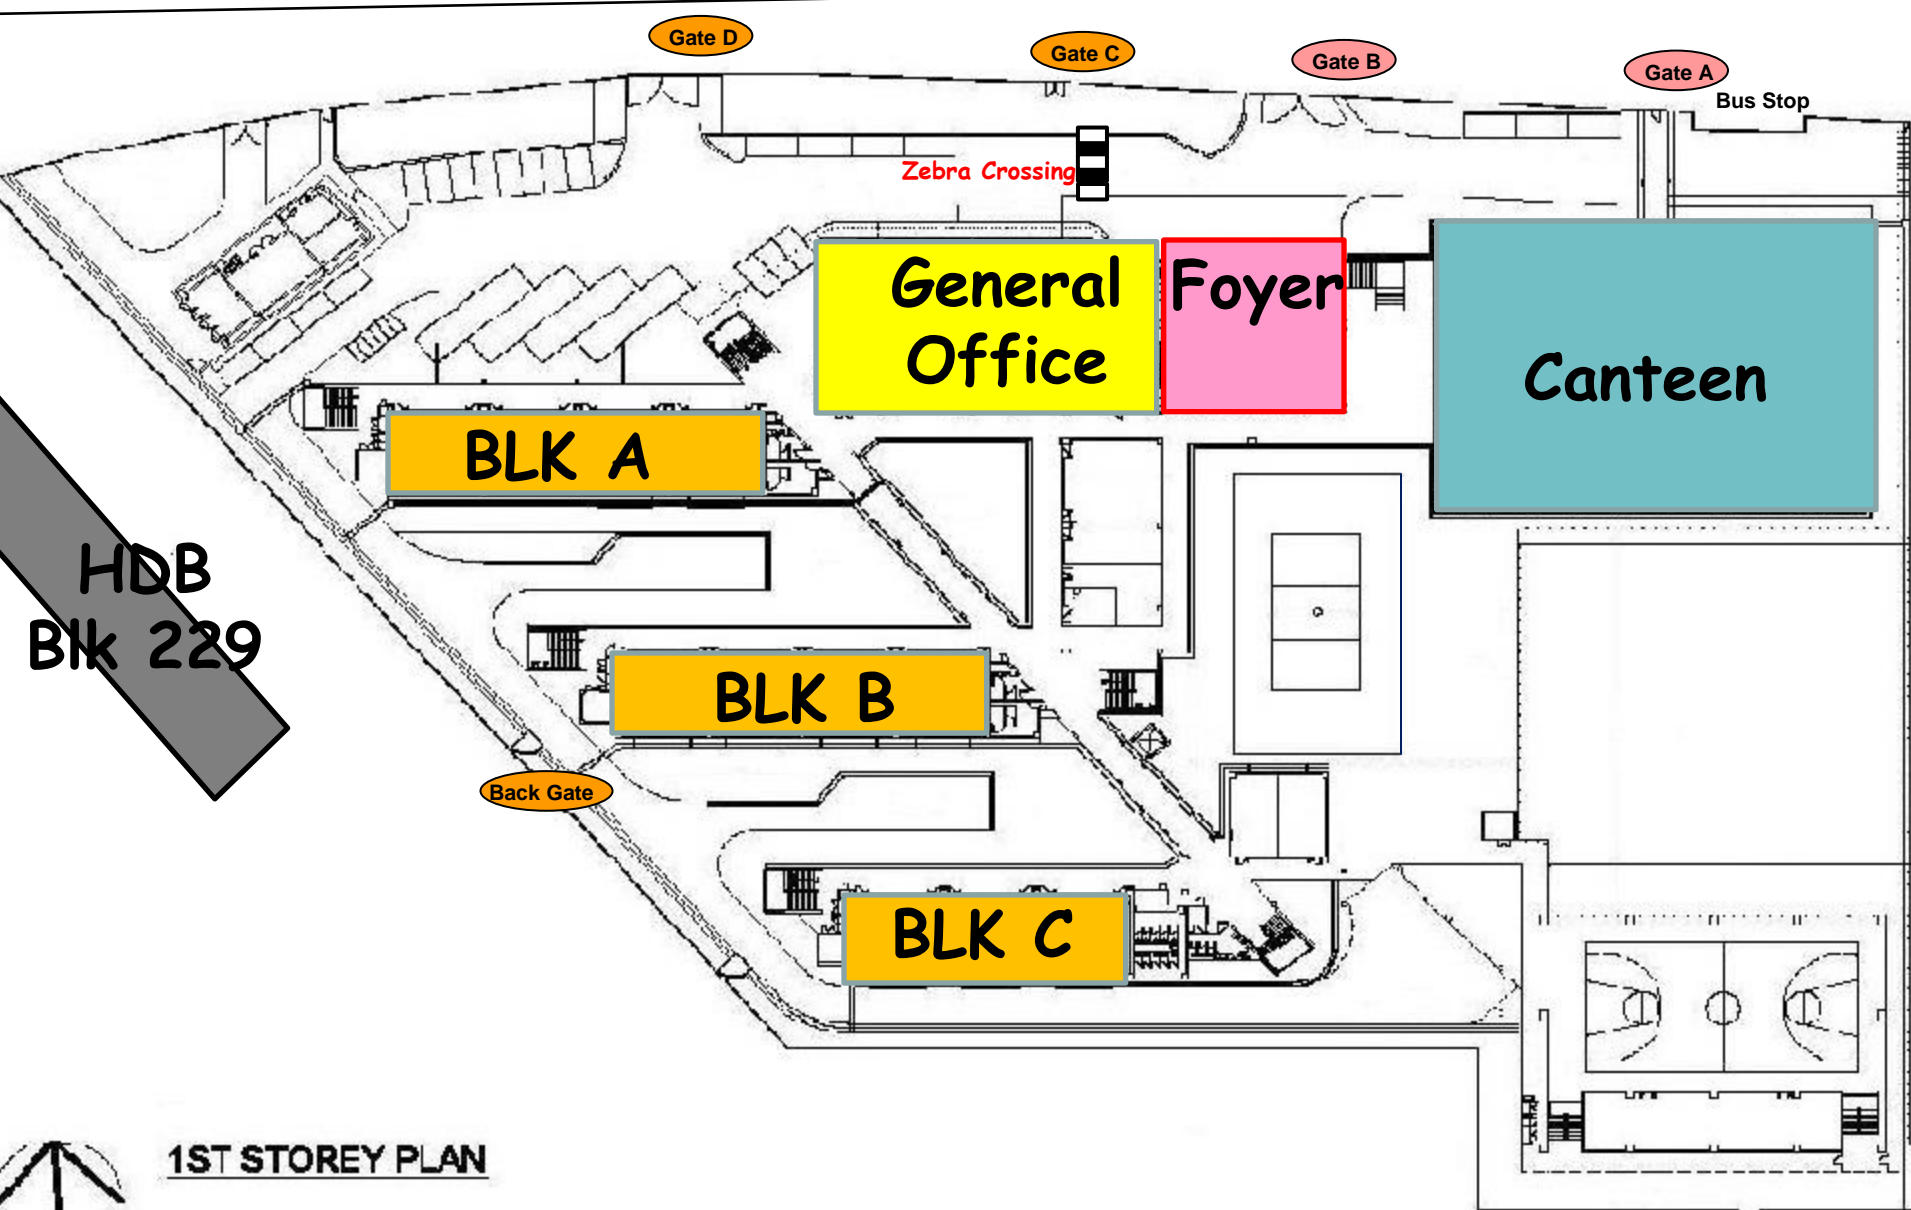 Gate D
Gate C
Gate B
Gate A
Bus Stop
Zebra Crossing
General
Office
Foyer
Canteen
BLK A
HDB
Blk 229
BLK B
Back Gate
BLK C
1ST STOREY PLAN